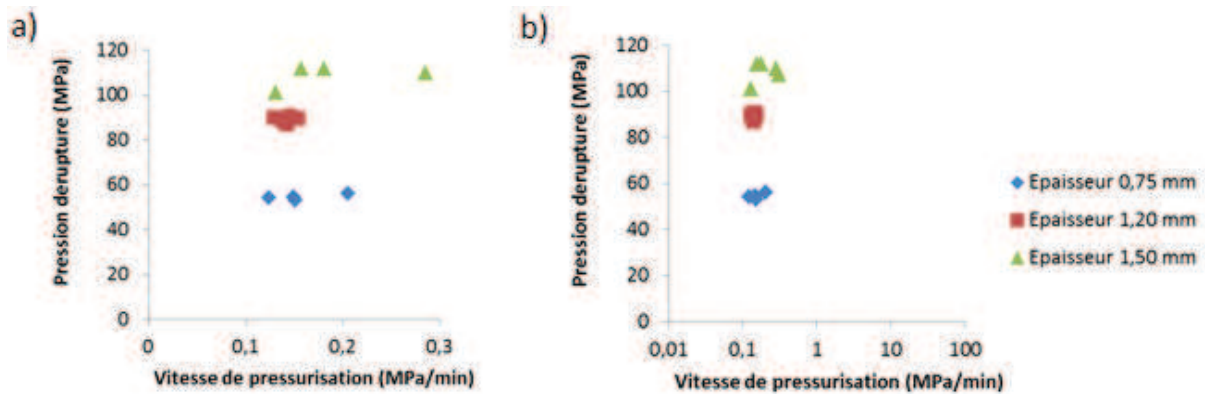 a)
Pression derupture (MPa)
120
100
80
60
40
20
0
0 0,1 0,2 0,3
Vitesse de pressurisation (MPa/min)
b)
Pression derupture (MPa)
120
100
80
60
40
20
0
0,01 0,1 1 10 100
Vitesse de pressurisation (MPa/min)
Epaisseur 0,75 mm
Epaisseur 1,20 mm
Epaisseur 1,50 mm